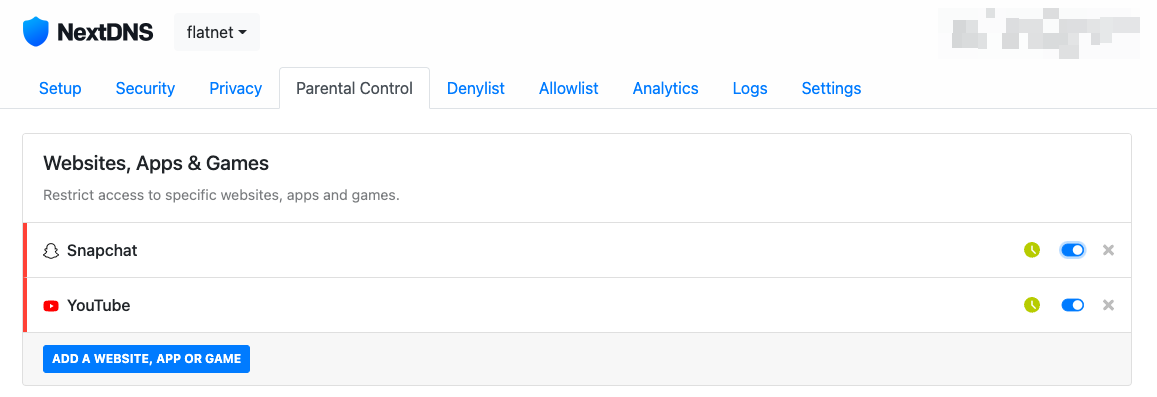 NextDNS flatnet
Setup Security Privacy Parental Control Denylist Allowlist Analytics Logs Settings
Websites, Apps & Games
Restrict access to specific websites, apps and games.
Snapchat
YouTube
ADD A WEBSITE, APP OR GAME